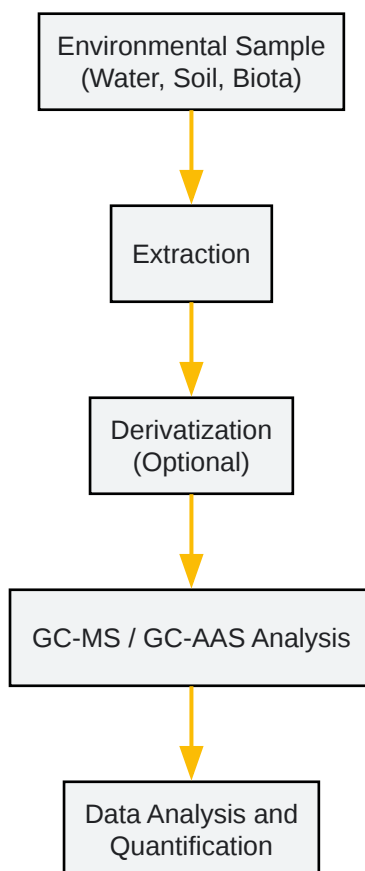 Environmental Sample
(Water, Soil, Biota)
Extraction
Derivatization
(Optional)
GC-MS / GC-AAS Analysis
Data Analysis and
Quantification